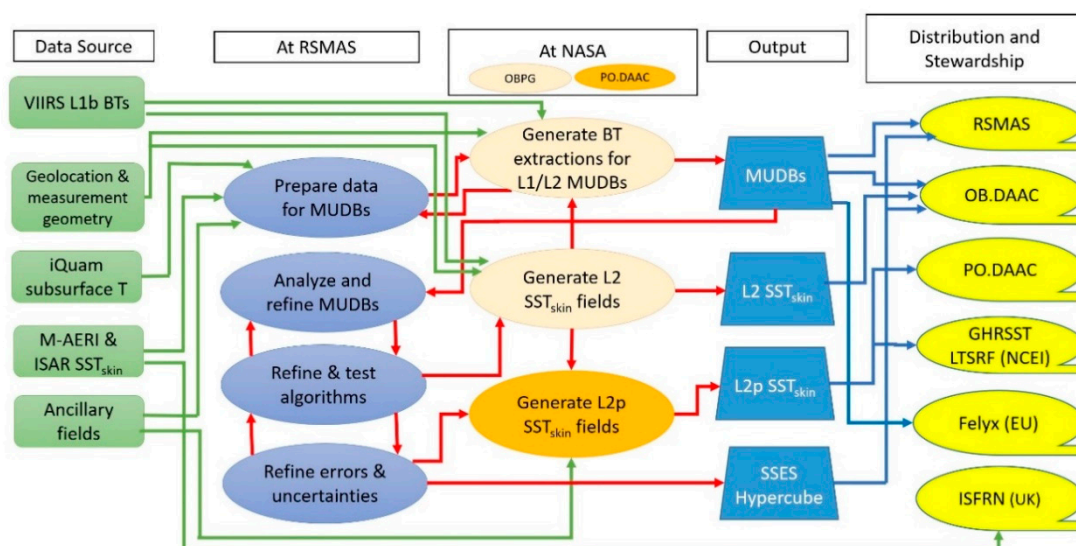 Data Source
At RSMAS
At NASA
OBPG
PO.DAAC
Output
Distribution and
Stewardship
VIIRS L1b BTs
Geolocation &
measurement
geometry
iQuam
subsurface T
M-AERI &
ISAR SSTskin
Ancillary
fields
Prepare data
for MUDBs
Analyze and
refine MUDBs
Refine & test
algorithms
Refine errors &
uncertainties
Generate BT
extractions for
L1/L2 MUDBs
Generate L2
SSTskin fields
Generate L2p
SSTskin fields
MUDBs
L2 SSTskin
L2p SSTskin
SSES
Hypercube
RSMAS
OB.DAAC
PO.DAAC
GHRSST
LTSRF (NCEI)
Felyx (EU)
ISFRN (UK)